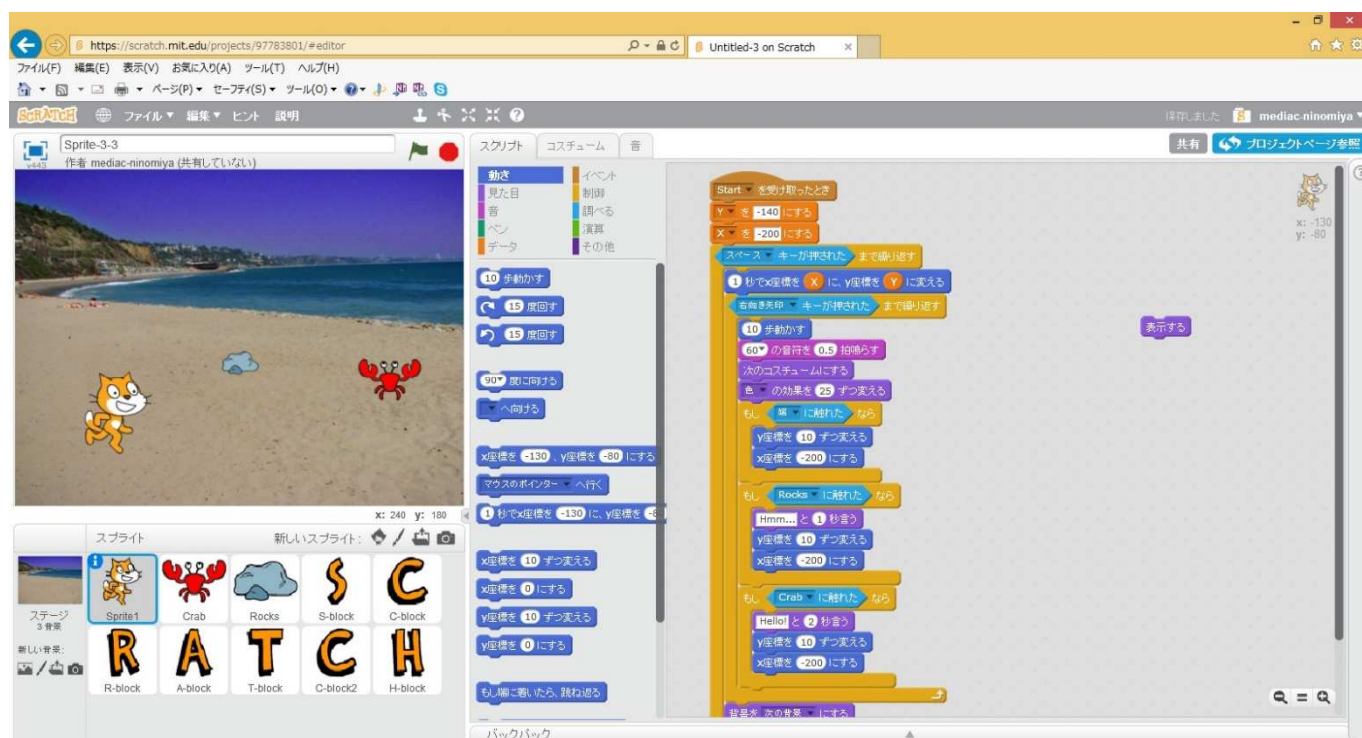 https://scratch.mit.edu/projects/97783801/#editor
Untitled-3 on Scratch
ファイル(F) 編集(E) 表示(V) お気に入り(A) ツール(T) ヘルプ(H)
ページ(P) セーフティ(S) ツール(O)
SCRATCH ファイル 編集 ヒント 説明
保存しました mediac-ninomiya
Sprite-3-3
v443 作者 mediac-ninomiya (共有していない)
スクリプト コスチューム 音
共有 プロジェクトページ参照
動き イベント
見た目 制御
音 調べる
ペン 演算
データ その他
10 歩動かす
15 度回す
15 度回す
90 度に向ける
へ向ける
x座標を -130 、y座標を -80 にする
マウスのポインター へ行く
1 秒でx座標を -130 に、y座標を
x座標を 10 ずつ変える
x座標を 0 にする
y座標を 10 ずつ変える
y座標を 0 にする
もし端に着いたら、跳ね返る
Start を受け取ったとき
Y を -140 にする
X を -200 にする
スペース キーが押された まで繰り返す
1 秒でx座標を X に、y座標を Y に変える
右向き矢印 キーが押された まで繰り返す
10 歩動かす
60 の音符を 0.5 拍鳴らす
次のコスチュームにする
色 の効果を 25 ずつ変える
もし 端 に触れた なら
y座標を 10 ずつ変える
x座標を -200 にする
もし Rocks に触れた なら
Hmm... と 1 秒言う
y座標を 10 ずつ変える
x座標を -200 にする
もし Crab に触れた なら
Hello! と 2 秒言う
y座標を 10 ずつ変える
x座標を -200 にする
背景を 次の背景 にする
表示する
x: -130
y: -80
x: 240 y: 180
スプライト 新しいスプライト:
ステージ
3 背景
新しい背景:
Sprite1 Crab Rocks S-block C-block
R-block A-block T-block C-block2 H-block
S C
R A T C H
バックパック